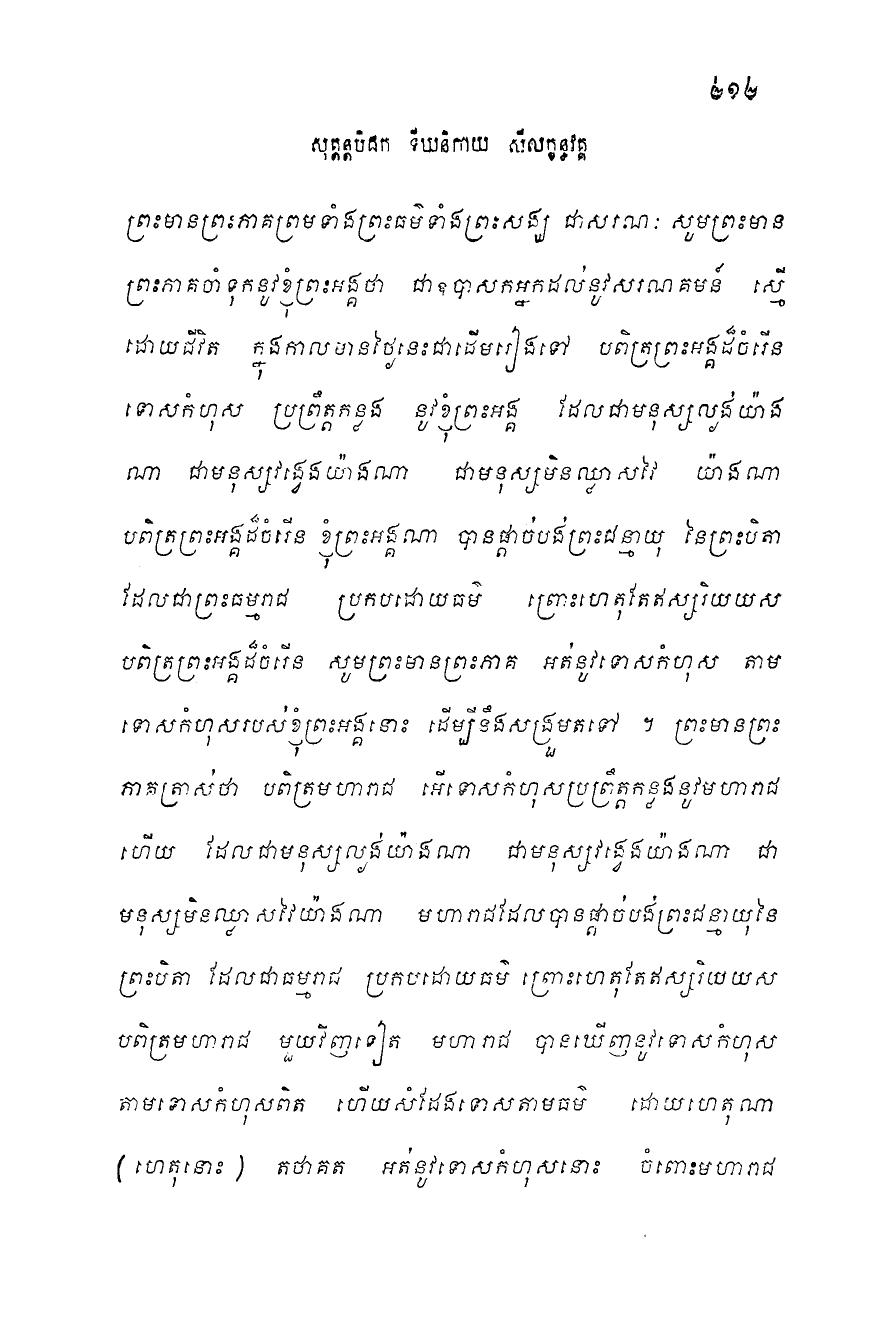 ២១២
សុត្តន្តបិដក ទីឃនិកាយ សីលក្ខន្ធវគ្គ
ព្រះមានព្រះភាគព្រមទាំងព្រះធម៌ទាំងព្រះសង្ឃ ជាសរណៈ សូមព្រះមាន
ព្រះភាគចាំទុកនូវខ្ញុំព្រះអង្គថា ជាឧបាសកអ្នកដល់នូវសរណគមន៍ ស្មើ
ដោយជីវិត ក្នុងកាលមានថ្ងៃនេះជាដើមរៀងទៅ បពិត្រព្រះអង្គដ៏ចំរើន
ទោសកំហុស ប្រព្រឹត្តកន្លង នូវខ្ញុំព្រះអង្គ ដែលជាមនុស្សល្ងង់យ៉ាង
ណា ជាមនុស្សវង្វេងយ៉ាងណា ជាមនុស្សមិនឈ្លាសវៃ យ៉ាងណា
បពិត្រព្រះអង្គដ៏ចំរើន ខ្ញុំព្រះអង្គណា បានផ្តាច់បង់ព្រះជន្មាយុ នៃព្រះបិតា
ដែលជាព្រះធម្មរាជ ប្រកបដោយធម៌ ព្រោះហេតុតែឥស្សរិយយស
បពិត្រព្រះអង្គដ៏ចំរើន សូមព្រះមានព្រះភាគ អត់នូវទោសកំហុស តាម
ទោសកំហុសរបស់ខ្ញុំព្រះអង្គនោះ ដើម្បីនឹងសង្រួមតទៅ ។ ព្រះមានព្រះ
ភាគត្រាស់ថា បពិត្រមហារាជ អើទោសកំហុសប្រព្រឹត្តកន្លងនូវមហារាជ
ហើយ ដែលជាមនុស្សល្ងង់យ៉ាងណា ជាមនុស្សវង្វេងយ៉ាងណា ជា
មនុស្សមិនឈ្លាសវៃយ៉ាងណា មហារាជដែលបានផ្តាច់បង់ព្រះជន្មាយុនៃ
ព្រះបិតា ដែលជាធម្មរាជ ប្រកបដោយធម៌ ព្រោះហេតុតែឥស្សរិយយស
បពិត្រមហារាជ មួយវិញទៀត មហារាជ បានឃើញនូវទោសកំហុស
តាមទោសកំហុសពិត ហើយសំដែងទោសតាមធម៌ ដោយហេតុណា
(ហេតុនោះ) តថាគត អត់នូវទោសកំហុសនោះ ចំពោះមហារាជ